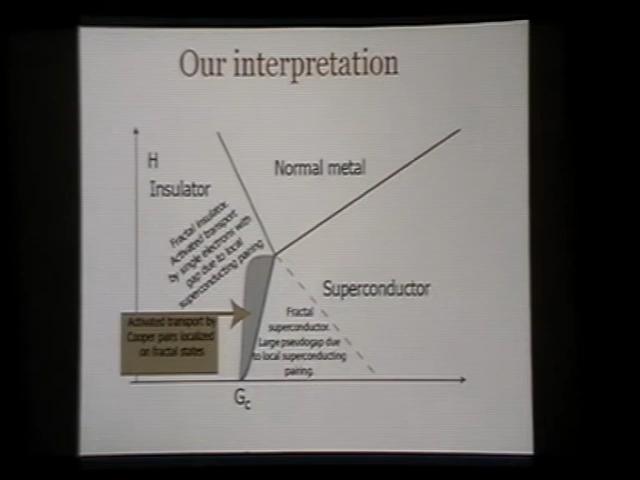 Our interpretation
H
Normal metal
Insulator
Fractal insulator.
Activated transport
by single electrons with
gap due to local
superconducting pairing
Superconductor
Activated transport by
Cooper pairs localized
on fractal states
Fractal
superconductor.
Large pseudogap due
to local superconducting
pairing.
Gc